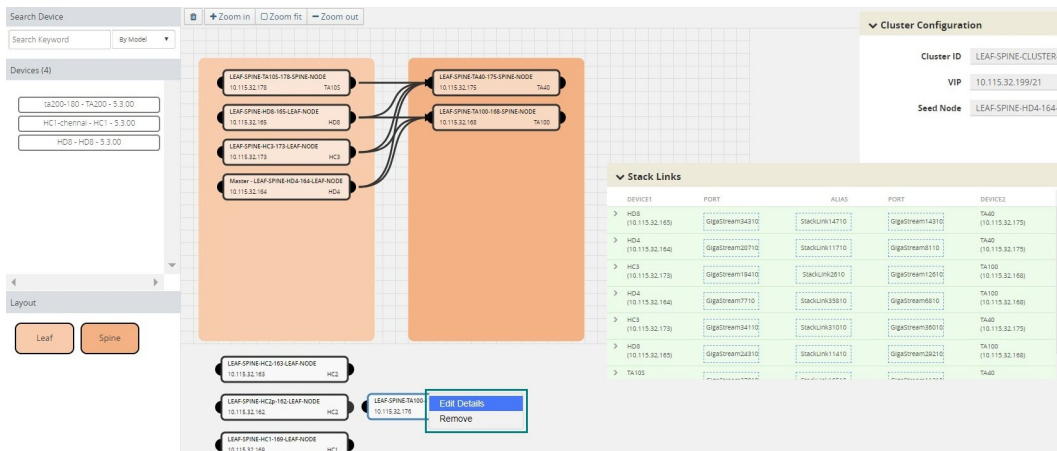 Search Device
Search Keyword
By Model
Devices (4)
ta200-180 - TA200 - 5.3.00
HC1-chennai - HC1 - 5.3.00
HD8 - HD8 - 5.3.00
Layout
Leaf
Spine
Zoom in
Zoom fit
Zoom out
LEAF-SPINE-TA10S-178-SPINE-NODE
10.115.32.178 TA10S
LEAF-SPINE-HD8-165-LEAF-NODE
10.115.32.165 HD8
LEAF-SPINE-HC3-173-LEAF-NODE
10.115.32.173 HC3
Master - LEAF-SPINE-HD4-164-LEAF-NODE
10.115.32.164 HD4
LEAF-SPINE-TA40-175-SPINE-NODE
10.115.32.175 TA40
LEAF-SPINE-TA100-168-SPINE-NODE
10.115.32.168 TA100
LEAF-SPINE-HC2-163-LEAF-NODE
10.115.32.163 HC2
LEAF-SPINE-HC2p-162-LEAF-NODE
10.115.32.162 HC2
LEAF-SPINE-HC1-169-LEAF-NODE
10.115.32.169 HC1
LEAF-SPINE-TA100-
10.115.32.176
Edit Details
Remove
Cluster Configuration
Cluster ID LEAF-SPINE-CLUSTER-
VIP 10.115.32.199/21
Seed Node LEAF-SPINE-HD4-164-
Stack Links
DEVICE1 PORT ALIAS PORT DEVICE2
HD8 GigaStream34310 StackLink14710 GigaStream14310 TA40
(10.115.32.165) (10.115.32.175)
HD4 GigaStream20710 StackLink11710 GigaStream8110 TA40
(10.115.32.164) (10.115.32.175)
HC3 GigaStream19410 StackLink2610 GigaStream12610 TA100
(10.115.32.173) (10.115.32.168)
HD4 GigaStream7710 StackLink35810 GigaStream6810 TA100
(10.115.32.164) (10.115.32.168)
HC3 GigaStream34110 StackLink31010 GigaStream36010 TA40
(10.115.32.173) (10.115.32.175)
HD8 GigaStream24310 StackLink11410 GigaStream29210 TA100
(10.115.32.165) (10.115.32.168)
TA10S TA40